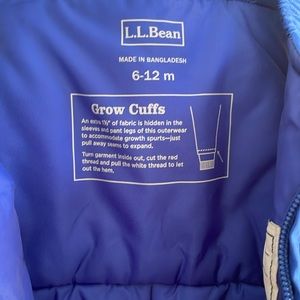 L.L.Bean
MADE IN BANGLADESH
6-12 m
Grow Cuffs
An extra 1½" of fabric is hidden in the
sleeves and pant legs of this outerwear
to accommodate growth spurts—just
pull away seams to expand.
Turn garment inside out, cut the red
thread and pull the white thread to let
out the hem.